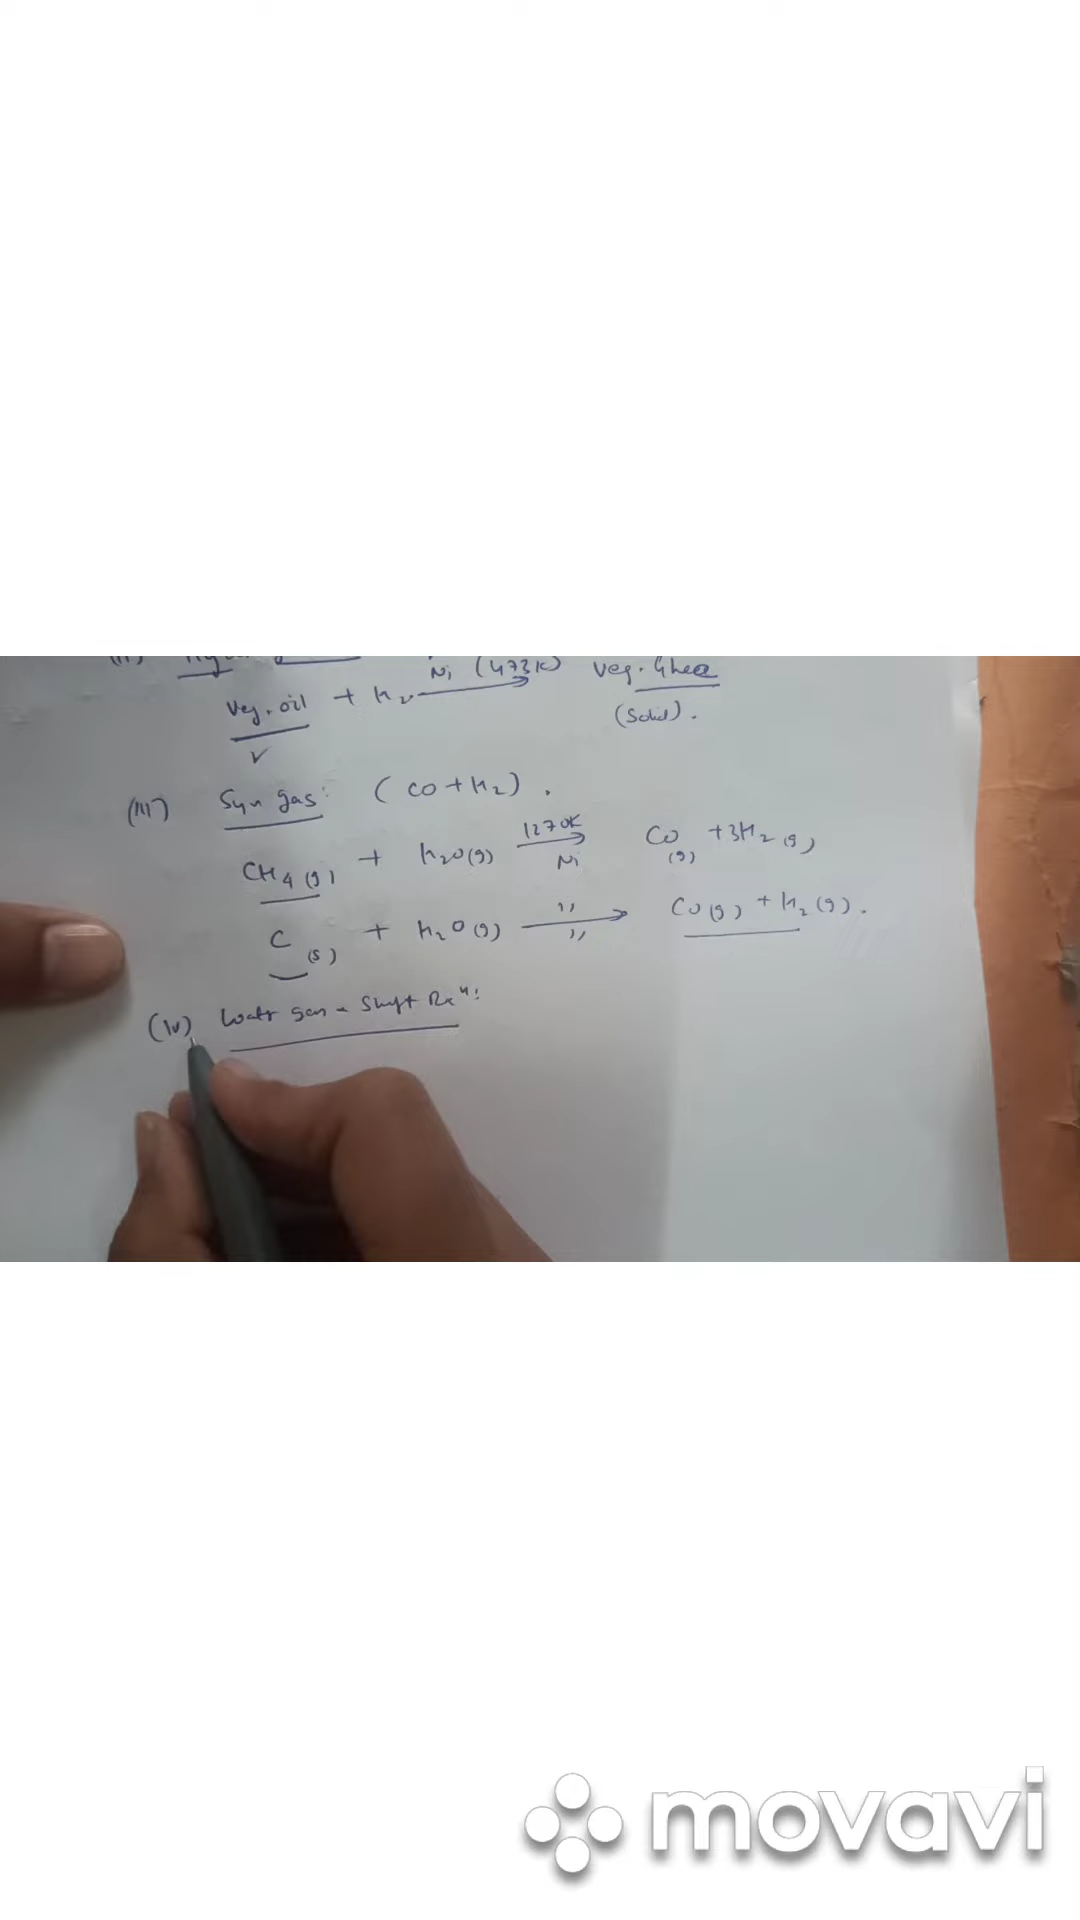 Ni (473K) Veg. Ghee
Veg. oil + H2 → (Solid).
(III) Syn gas: (CO + H2).
CH4(g) + H2O(g) 1270K → Ni CO(g) + 3H2(g)
C(s) + H2O(g) '' → '' CO(g) + H2(g).
(IV) Water gas - Shift Rxn:
movavi